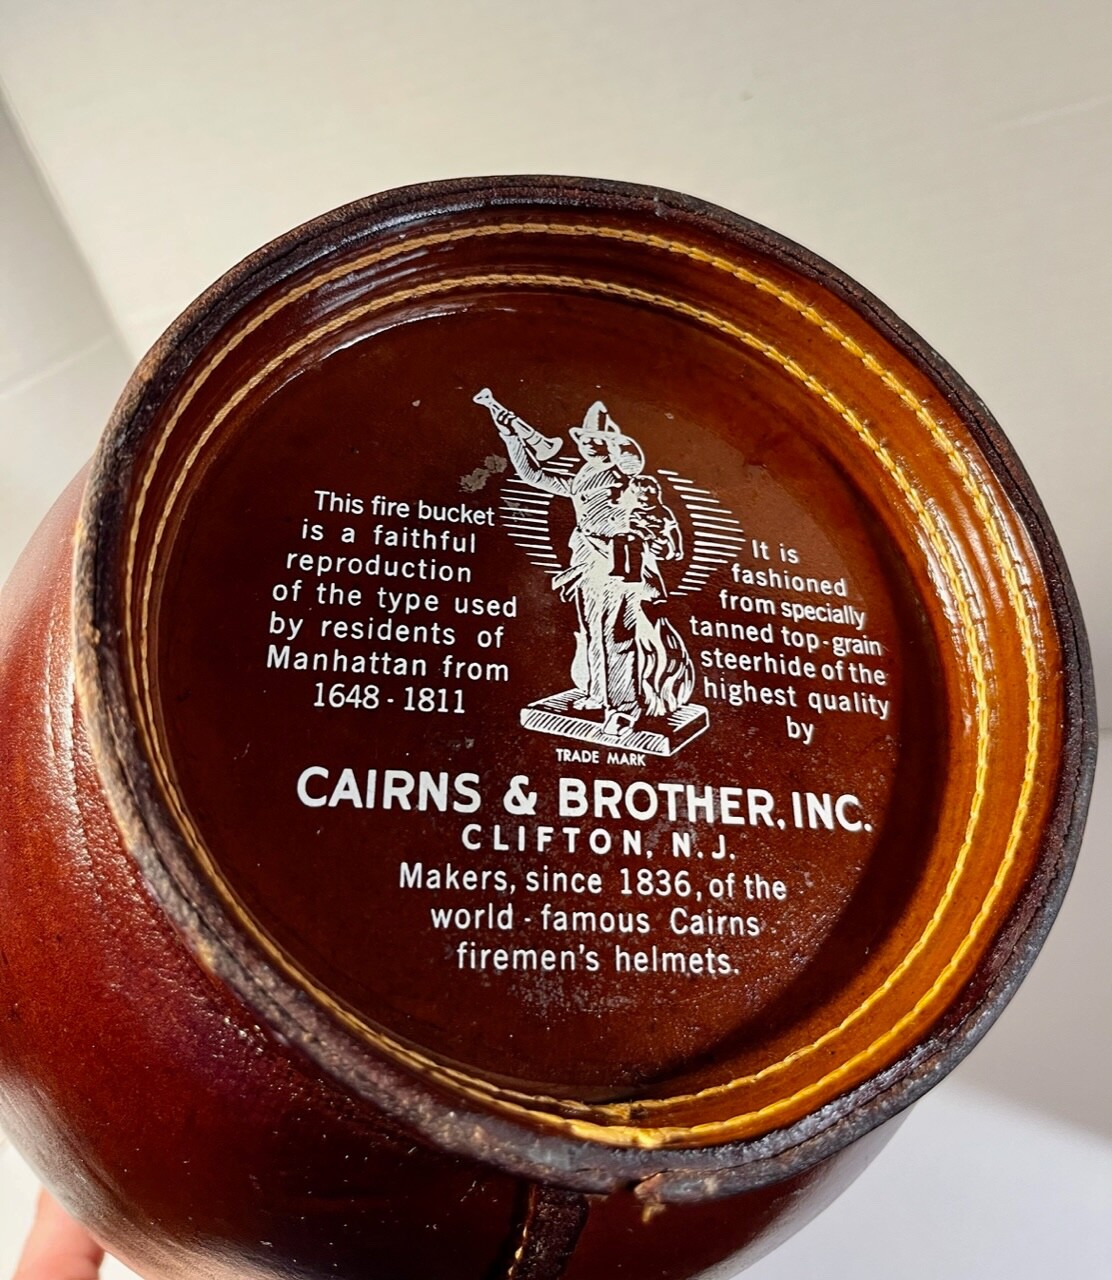 This fire bucket
is a faithful
reproduction
of the type used
by residents of
Manhattan from
1648 - 1811
It is
fashioned
from specially
tanned top-grain
steerhide of the
highest quality
by
TRADE MARK
CAIRNS & BROTHER, INC.
CLIFTON, N.J.
Makers, since 1836, of the
world-famous Cairns
firemen's helmets.